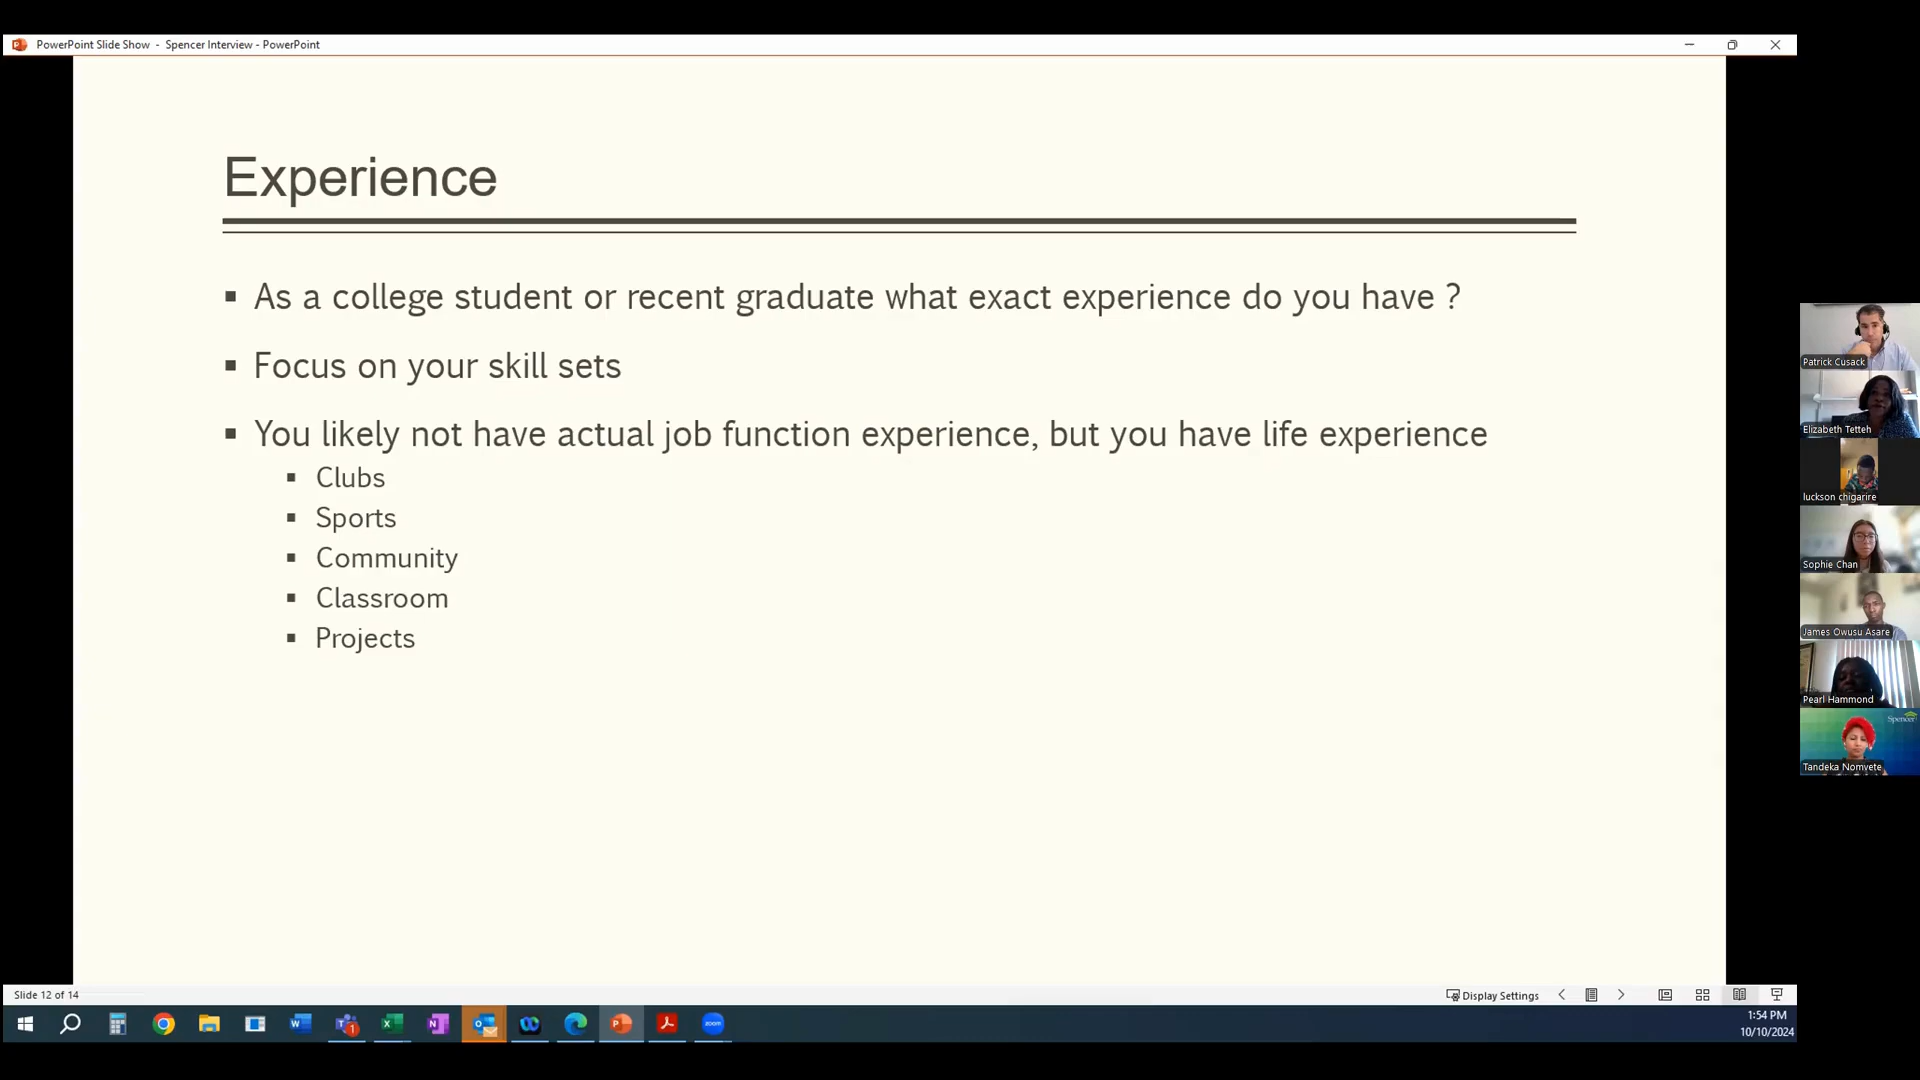 PowerPoint Slide Show - Spencer Interview - PowerPoint
Experience
As a college student or recent graduate what exact experience do you have ?
Focus on your skill sets
You likely not have actual job function experience, but you have life experience
Clubs
Sports
Community
Classroom
Projects
Patrick Cusack
Elizabeth Tetteh
luckson chigarire
Sophie Chan
James Owusu Asare
Pearl Hammond
Spencer
Tandeka Nomvete
Slide 12 of 14
Display Settings
1
zoom
1:54 PM
10/10/2024